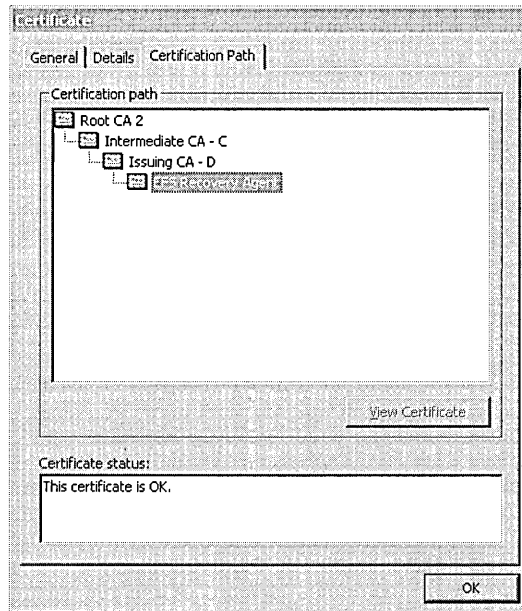 Certificate
General Details Certification Path
Certification path
Root CA 2
Intermediate CA - C
Issuing CA - D
EFS Recovery Agent
View Certificate
Certificate status:
This certificate is OK.
OK